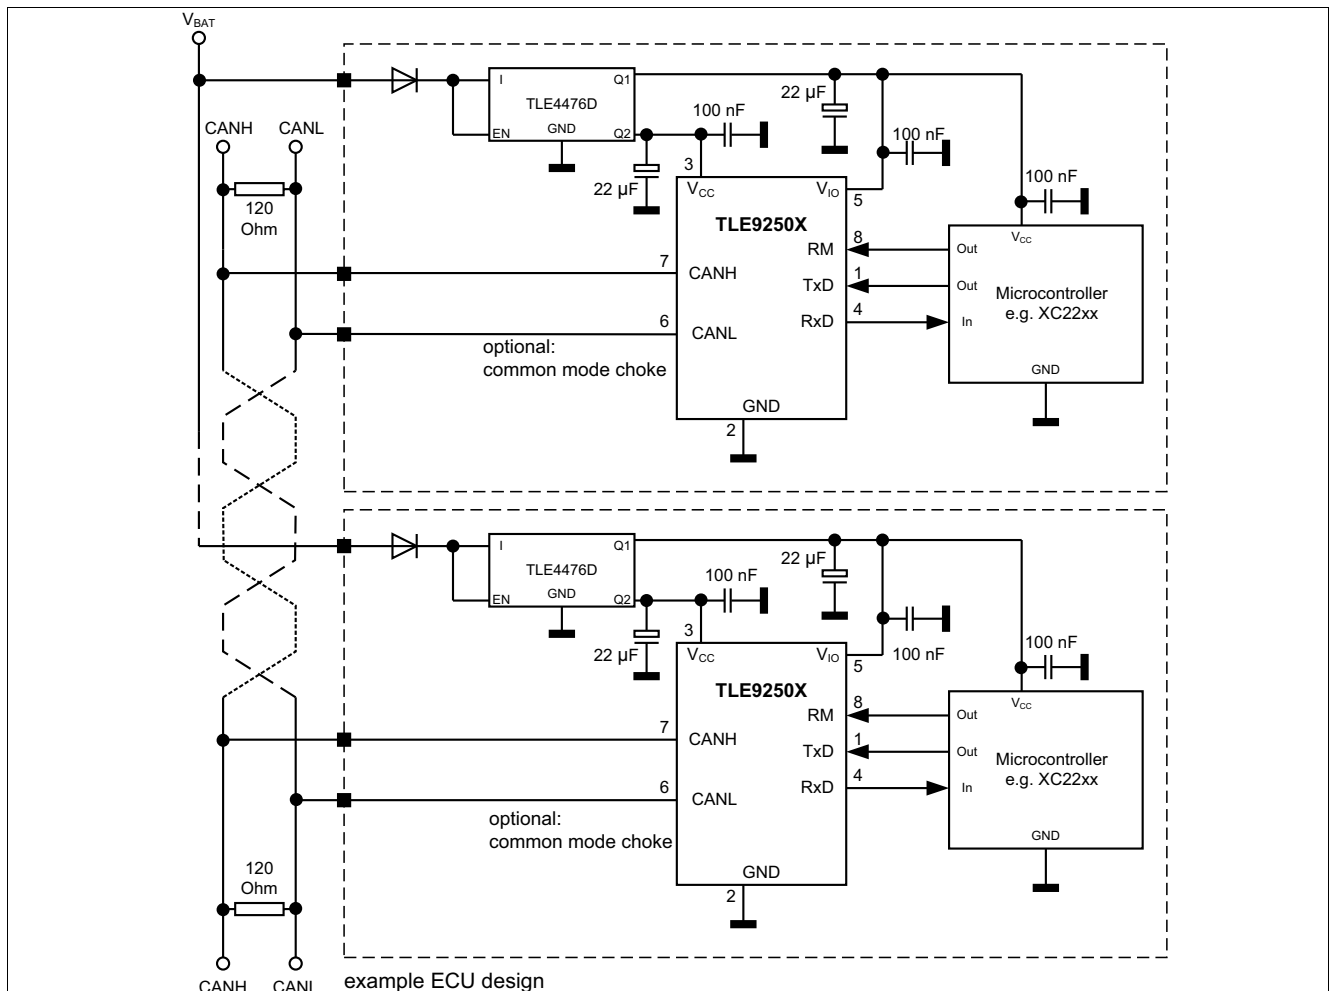 VBAT
CANH CANL
120
Ohm
I
EN
TLE4476D
GND
Q1
Q2
100 nF
22 µF
22 µF
100 nF
100 nF
3
VCC
VIO
5
TLE9250X
RM
8
TxD
1
RxD
4
7
CANH
6
CANL
optional:
common mode choke
GND
2
VCC
Out
Out
In
Microcontroller
e.g. XC22xx
GND
I
EN
TLE4476D
GND
Q1
Q2
100 nF
22 µF
22 µF
100 nF
100 nF
3
VCC
VIO
5
TLE9250X
RM
8
TxD
1
RxD
4
7
CANH
6
CANL
optional:
common mode choke
GND
2
VCC
Out
Out
In
Microcontroller
e.g. XC22xx
GND
120
Ohm
CANH CANL
example ECU design